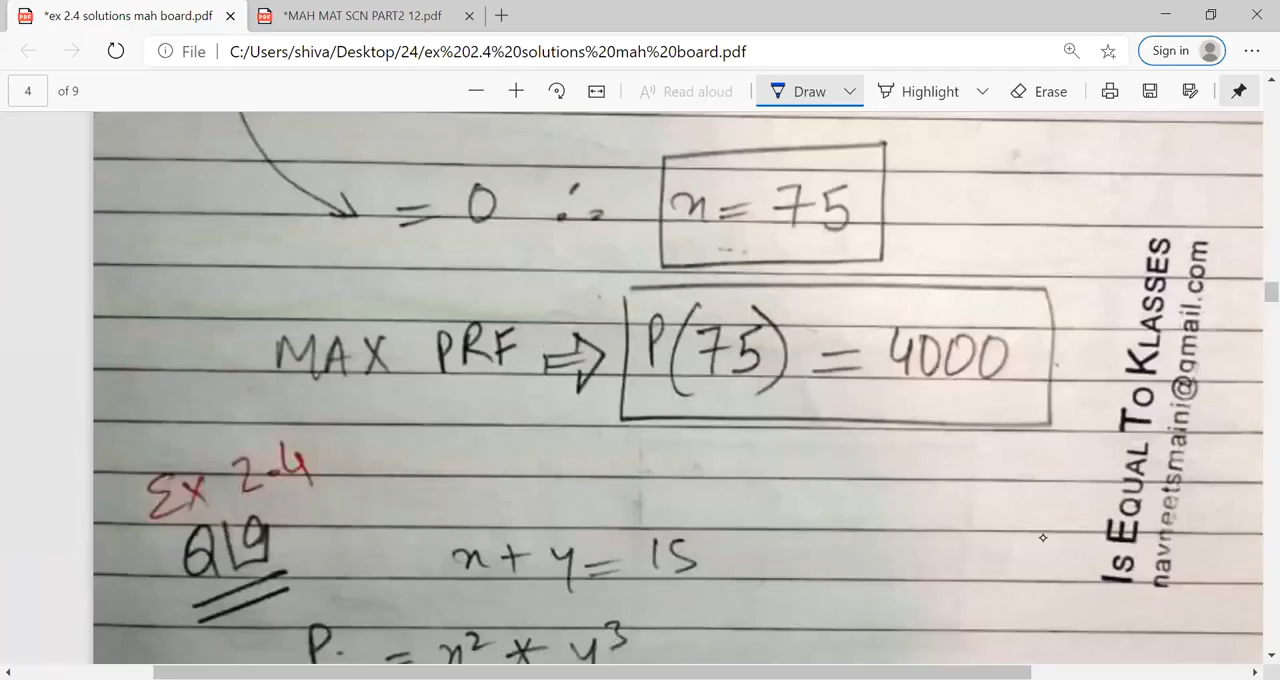 *ex 2.4 solutions mah board.pdf
*MAH MAT SCN PART2 12.pdf
File
C:/Users/shiva/Desktop/24/ex%202.4%20solutions%20mah%20board.pdf
Sign in
4 of 9
Read aloud
Draw
Highlight
Erase
= 0 ∴ x = 75
MAX PRF ⇒ P(75) = 4000
Ex 2.4
Q19
x + y = 15
P. = x² * y³
IS EQUAL TO KLASSES
navneetsmaini@gmail.com